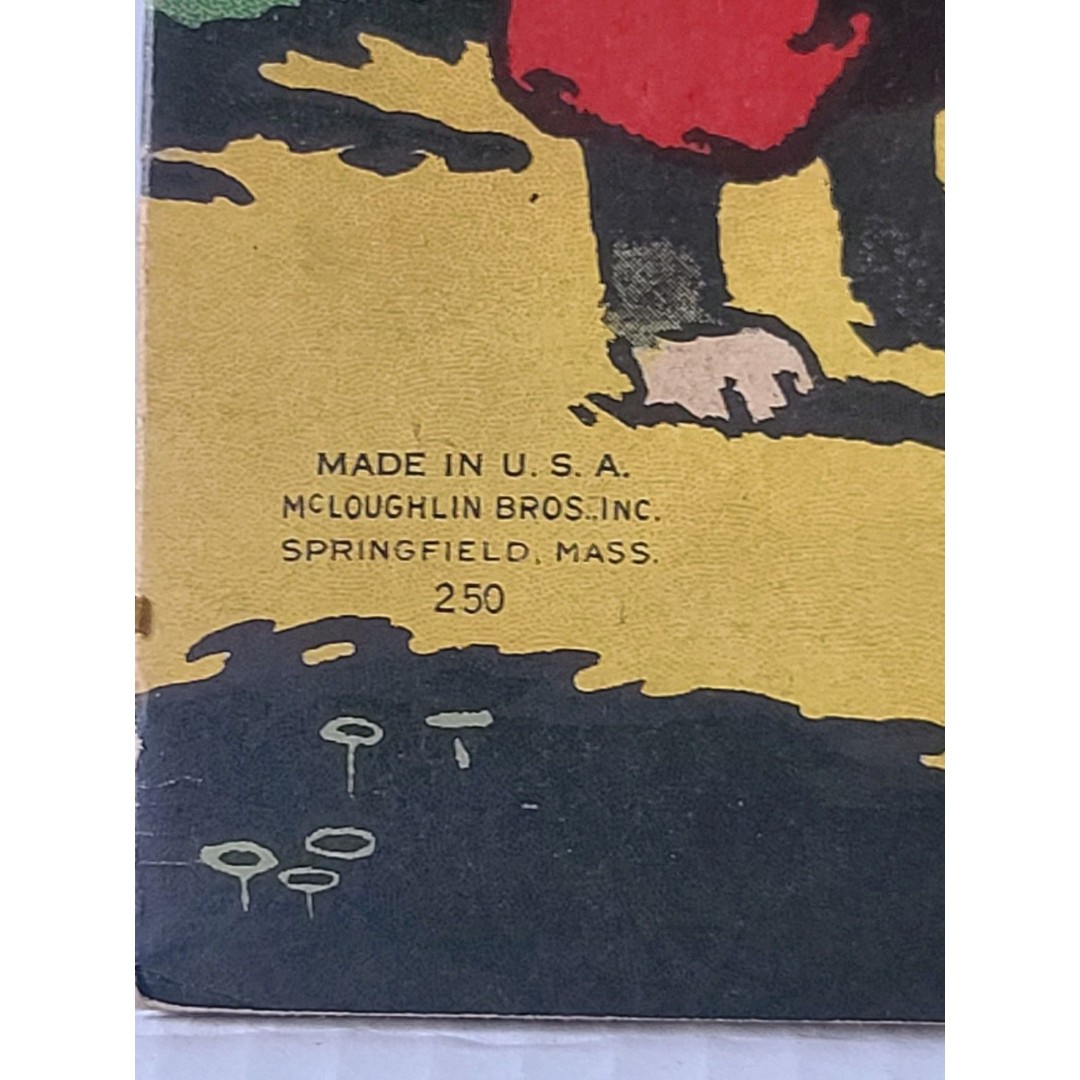 MADE IN U. S. A.
McLOUGHLIN BROS., INC.
SPRINGFIELD, MASS.
250